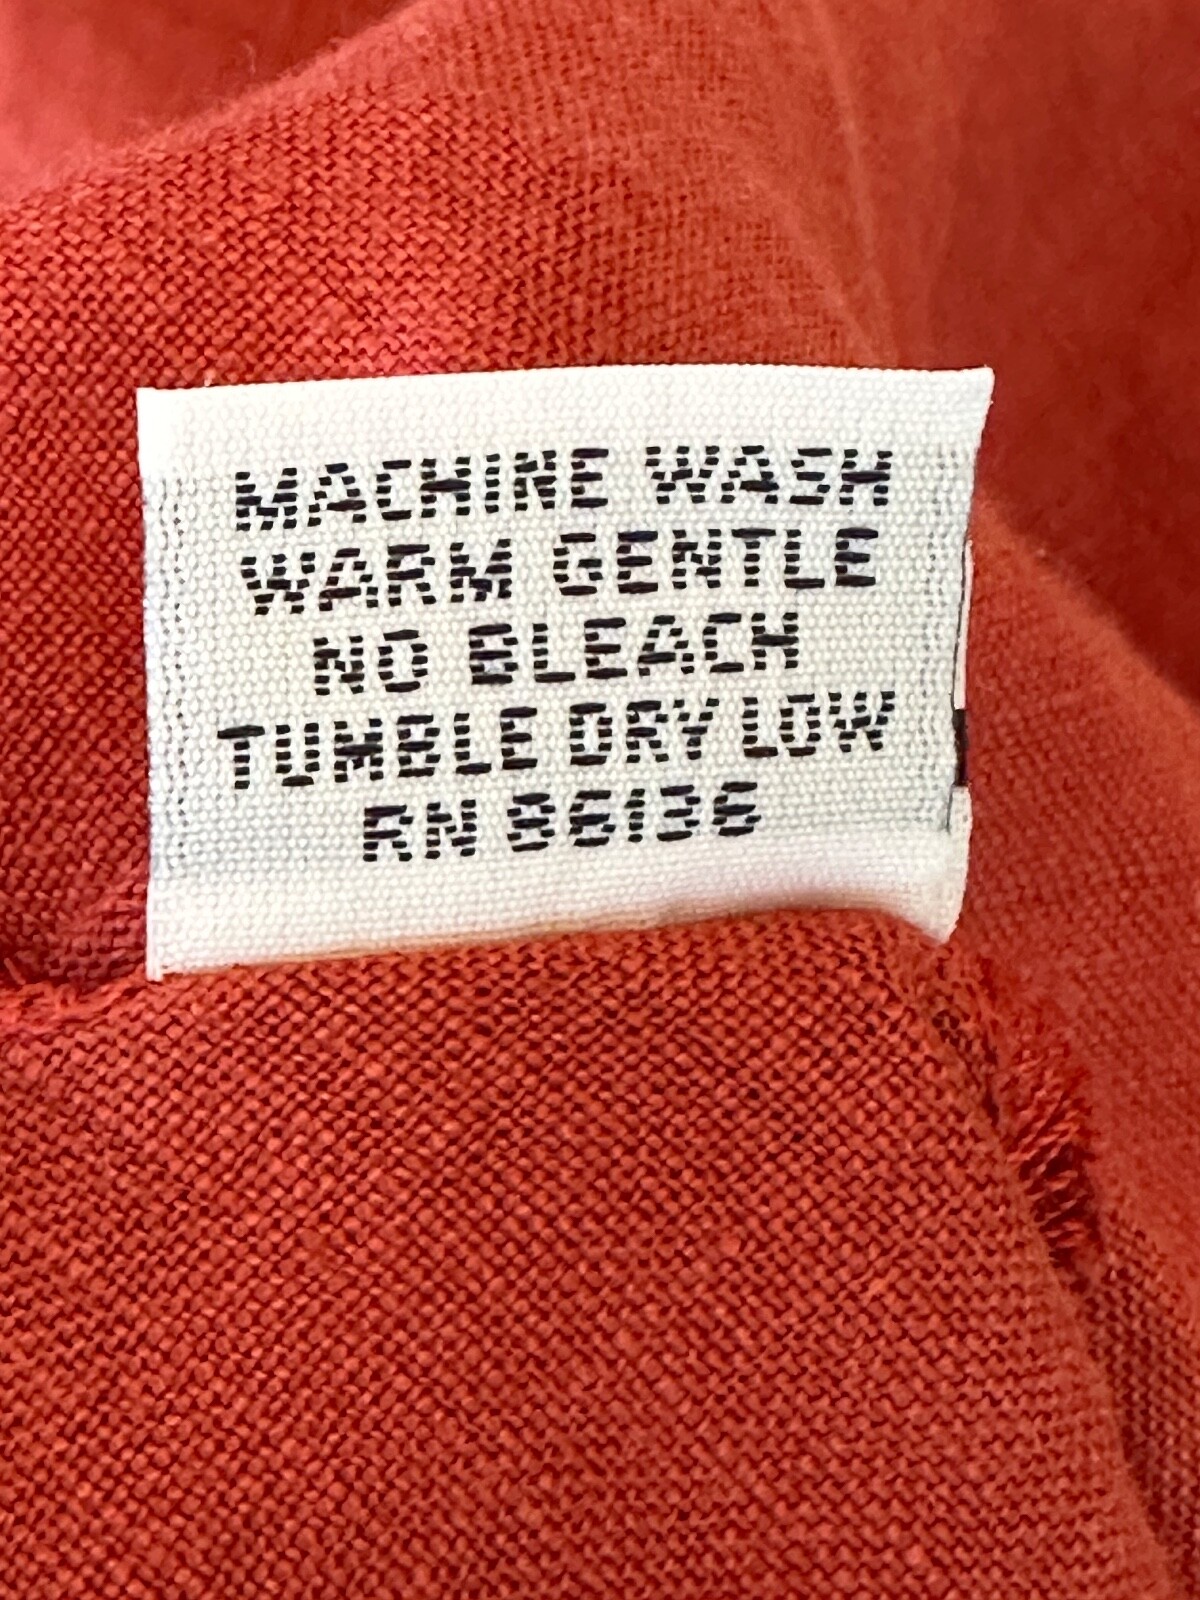 MACHINE WASH
WARM GENTLE
NO BLEACH
TUMBLE DRY LOW
RN 86136